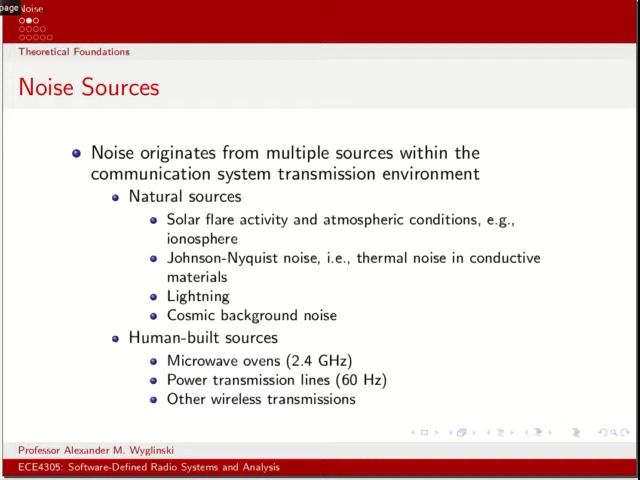 page
Noise
Theoretical Foundations
Noise Sources
Noise originates from multiple sources within the
communication system transmission environment
Natural sources
Solar flare activity and atmospheric conditions, e.g.,
ionosphere
Johnson-Nyquist noise, i.e., thermal noise in conductive
materials
Lightning
Cosmic background noise
Human-built sources
Microwave ovens (2.4 GHz)
Power transmission lines (60 Hz)
Other wireless transmissions
Professor Alexander M. Wyglinski
ECE4305: Software-Defined Radio Systems and Analysis